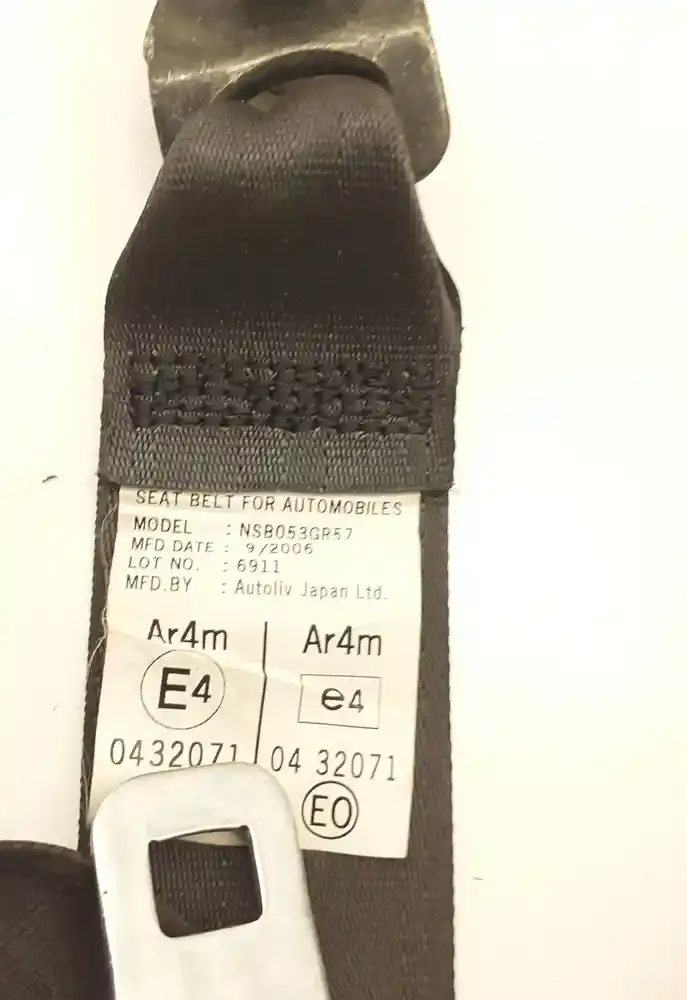 SEAT BELT FOR AUTOMOBILES
MODEL : NSB053GR57
MFD DATE : 9/2006
LOT NO. : 6911
MFD.BY : Autoliv Japan Ltd.
Ar4m Ar4m
E4 e4
0432071 04 32071
E0